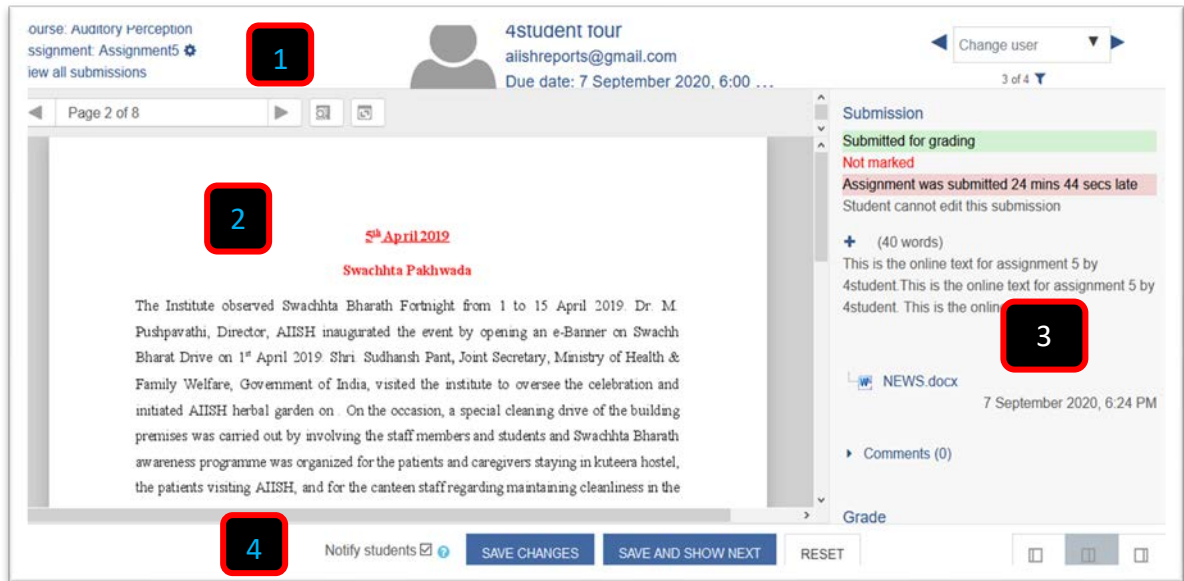 ourse: Auditory Perception
ssignment: Assignment5
iew all submissions
1
4student four
aiishreports@gmail.com
Due date: 7 September 2020, 6:00 ...
Change user
3 of 4
Page 2 of 8
2
5th April 2019
Swachhta Pakhwada
The Institute observed Swachhta Bharath Fortnight from 1 to 15 April 2019. Dr. M.
Pushpavathi, Director, AIISH inaugurated the event by opening an e-Banner on Swachh
Bharat Drive on 1st April 2019. Shri. Sudhansh Pant, Joint Secretary, Ministry of Health &
Family Welfare, Government of India, visited the institute to oversee the celebration and
initiated AIISH herbal garden on . On the occasion, a special cleaning drive of the building
premises was carried out by involving the staff members and students and Swachhta Bharath
awareness programme was organized for the patients and caregivers staying in kuteera hostel,
the patients visiting AIISH, and for the canteen staff regarding maintaining cleanliness in the
Submission
Submitted for grading
Not marked
Assignment was submitted 24 mins 44 secs late
Student cannot edit this submission
(40 words)
This is the online text for assignment 5 by
4student.This is the online text for assignment 5 by
4student. This is the onlin
3
NEWS.docx
7 September 2020, 6:24 PM
Comments (0)
Grade
4
Notify students
SAVE CHANGES
SAVE AND SHOW NEXT
RESET